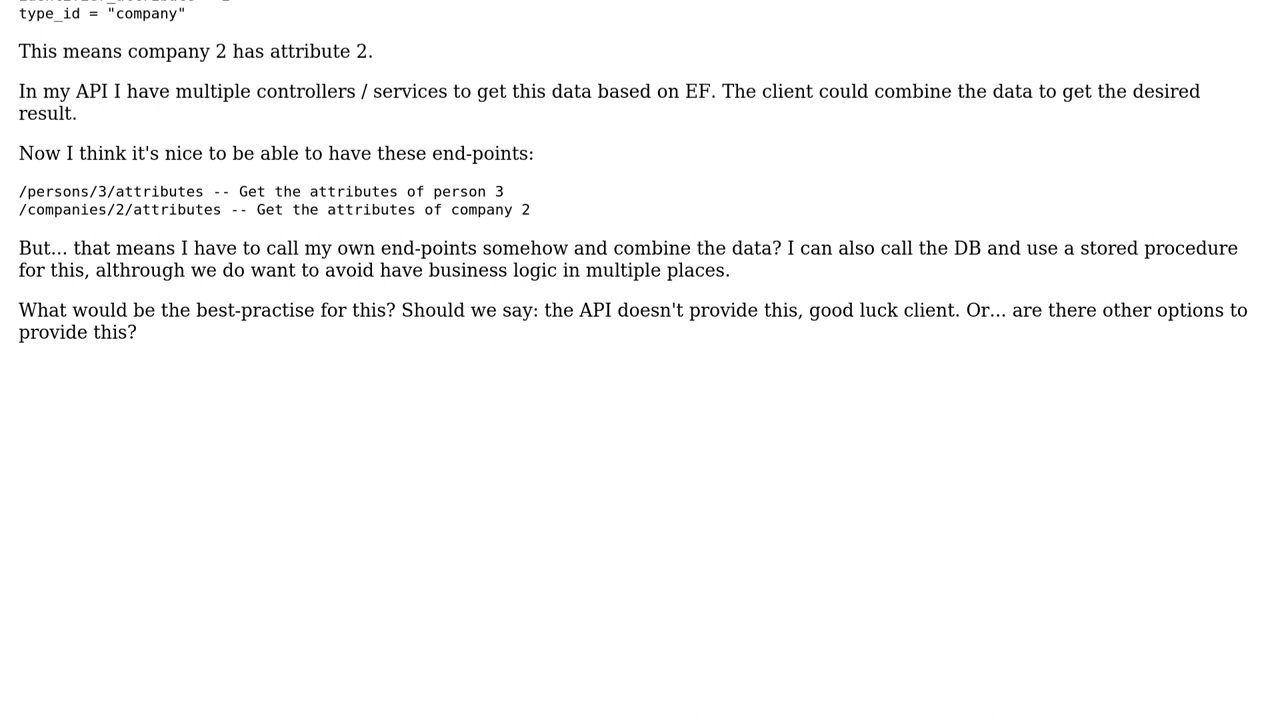 type_id = "company"
This means company 2 has attribute 2.
In my API I have multiple controllers / services to get this data based on EF. The client could combine the data to get the desired
result.
Now I think it's nice to be able to have these end-points:
/persons/3/attributes -- Get the attributes of person 3
/companies/2/attributes -- Get the attributes of company 2
But... that means I have to call my own end-points somehow and combine the data? I can also call the DB and use a stored procedure
for this, althrough we do want to avoid have business logic in multiple places.
What would be the best-practise for this? Should we say: the API doesn't provide this, good luck client. Or... are there other options to
provide this?